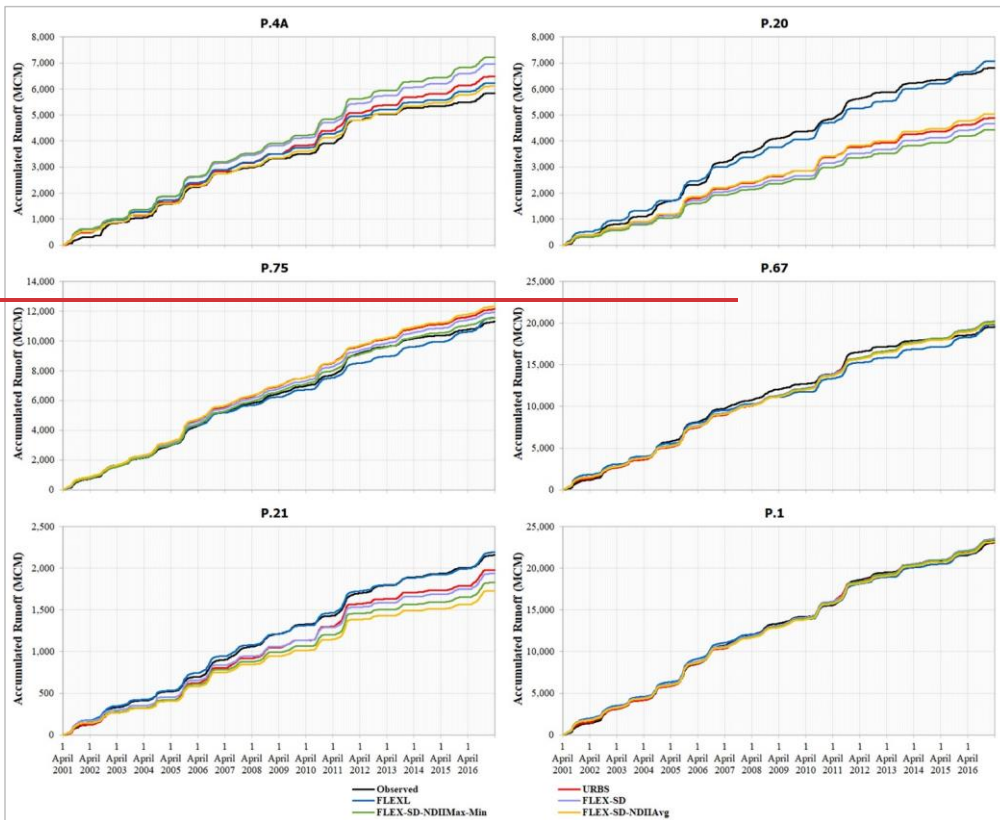 P.4A
P.20
Accumulated Runoff (MCM)
8,000
7,000
6,000
5,000
4,000
3,000
2,000
1,000
0
Accumulated Runoff (MCM)
8,000
7,000
6,000
5,000
4,000
3,000
2,000
1,000
0
P.75
P.67
Accumulated Runoff (MCM)
14,000
12,000
10,000
8,000
6,000
4,000
2,000
0
Accumulated Runoff (MCM)
25,000
20,000
15,000
10,000
5,000
0
P.21
P.1
Accumulated Runoff (MCM)
2,500
2,000
1,500
1,000
500
0
Accumulated Runoff (MCM)
25,000
20,000
15,000
10,000
5,000
0
1 1 1 1 1 1 1 1 1 1 1 1 1 1 1 1
April April April April April April April April April April April April April April April April
2001 2002 2003 2004 2005 2006 2007 2008 2009 2010 2011 2012 2013 2014 2015 2016
1 1 1 1 1 1 1 1 1 1 1 1 1 1 1 1
April April April April April April April April April April April April April April April April
2001 2002 2003 2004 2005 2006 2007 2008 2009 2010 2011 2012 2013 2014 2015 2016
Observed
URBS
FLEXL
FLEX-SD
FLEX-SD-NDIIMax-Min
FLEX-SD-NDIIAvg